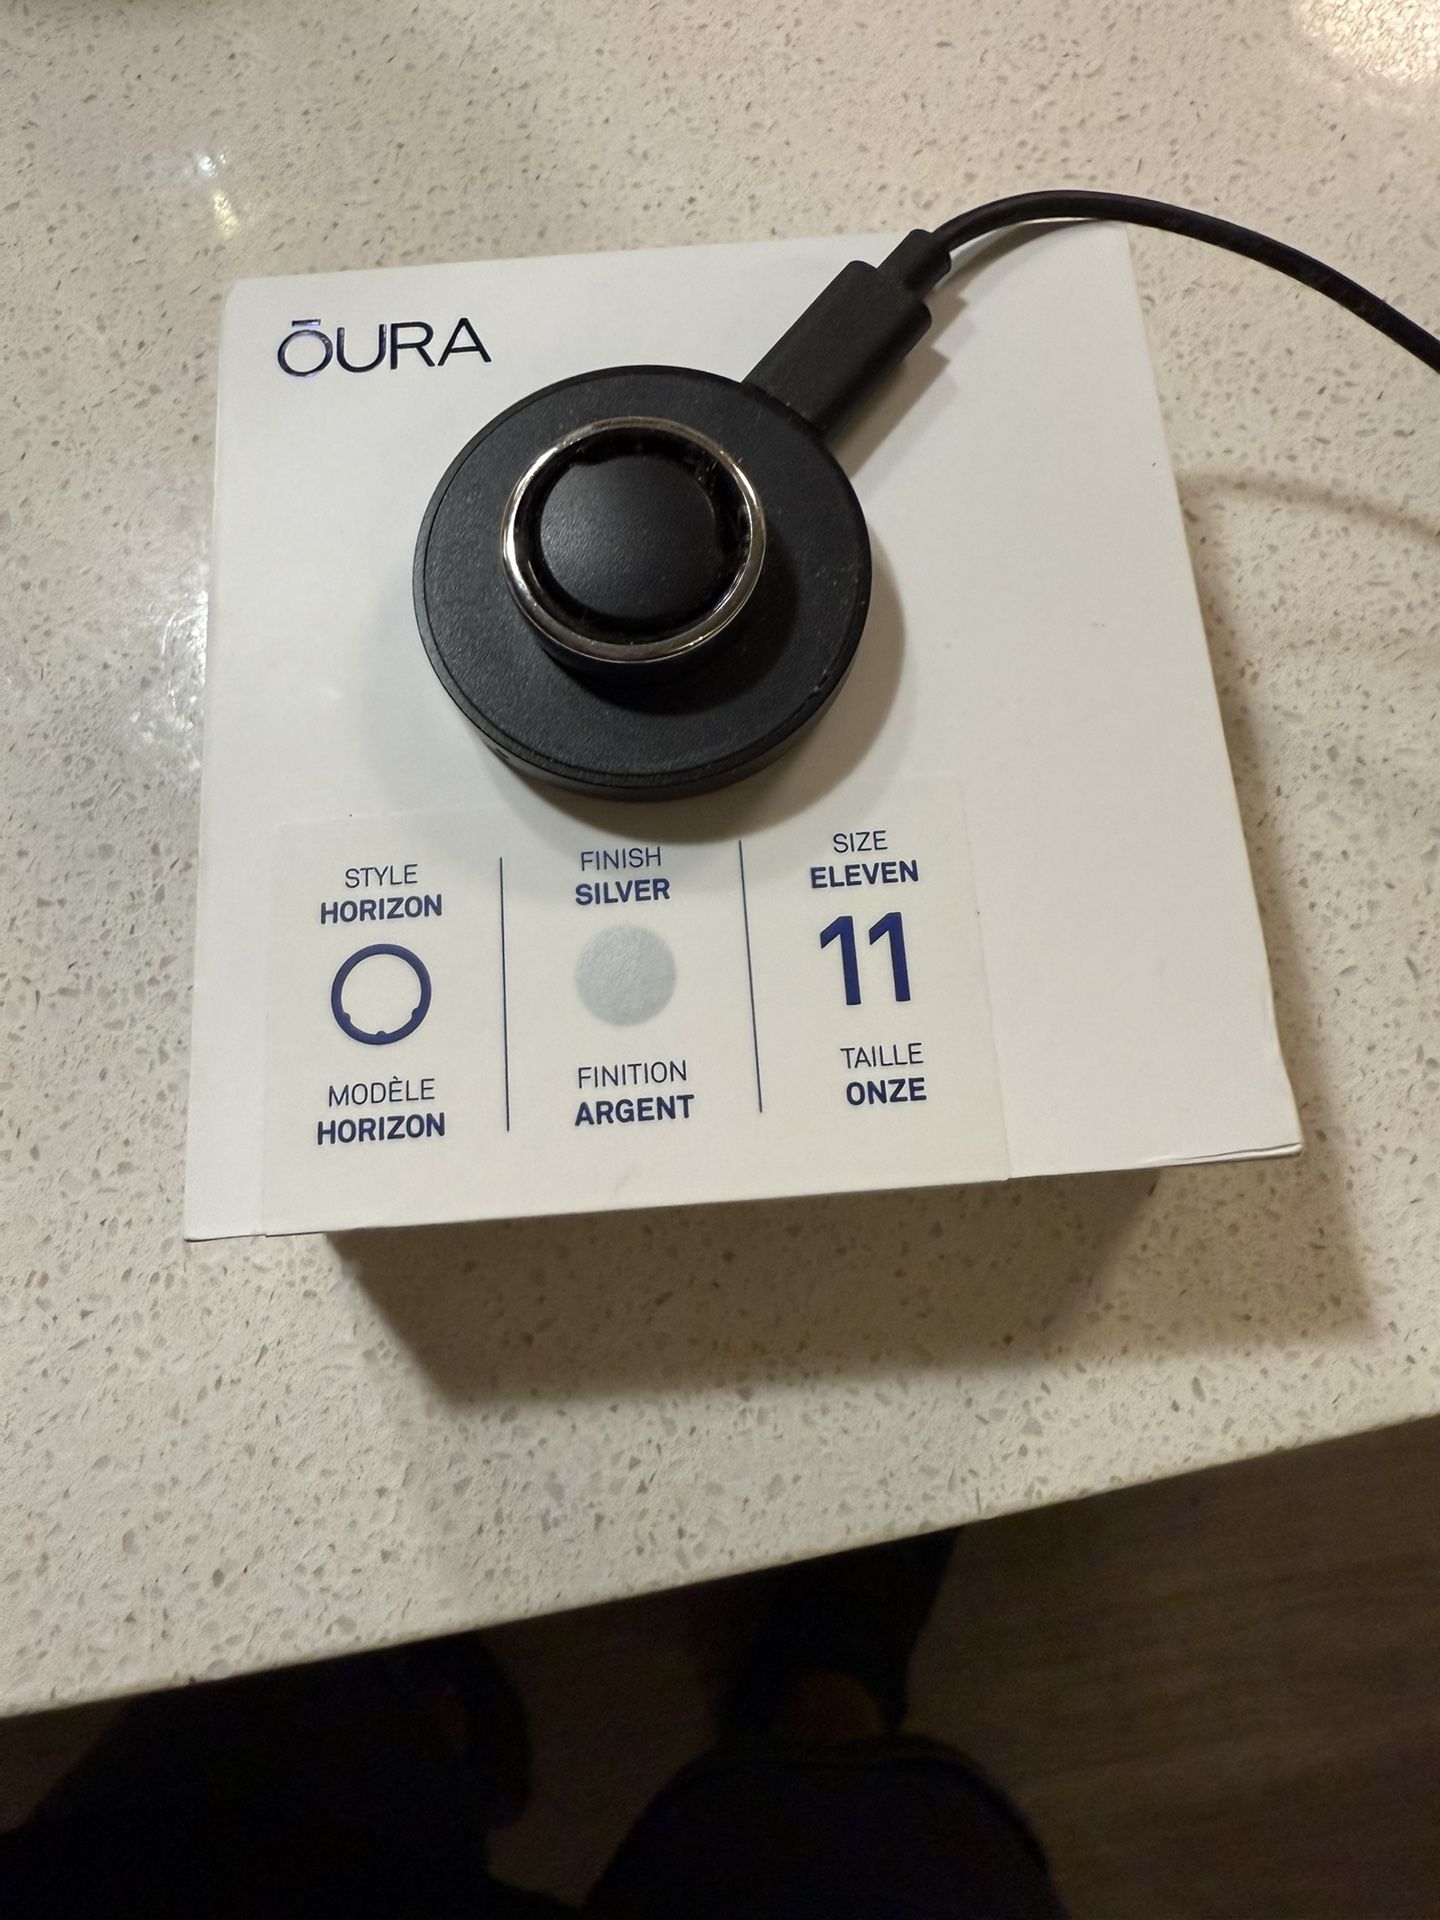 ŌURA
STYLE
HORIZON
MODÈLE
HORIZON
FINISH
SILVER
FINITION
ARGENT
SIZE
ELEVEN
11
TAILLE
ONZE